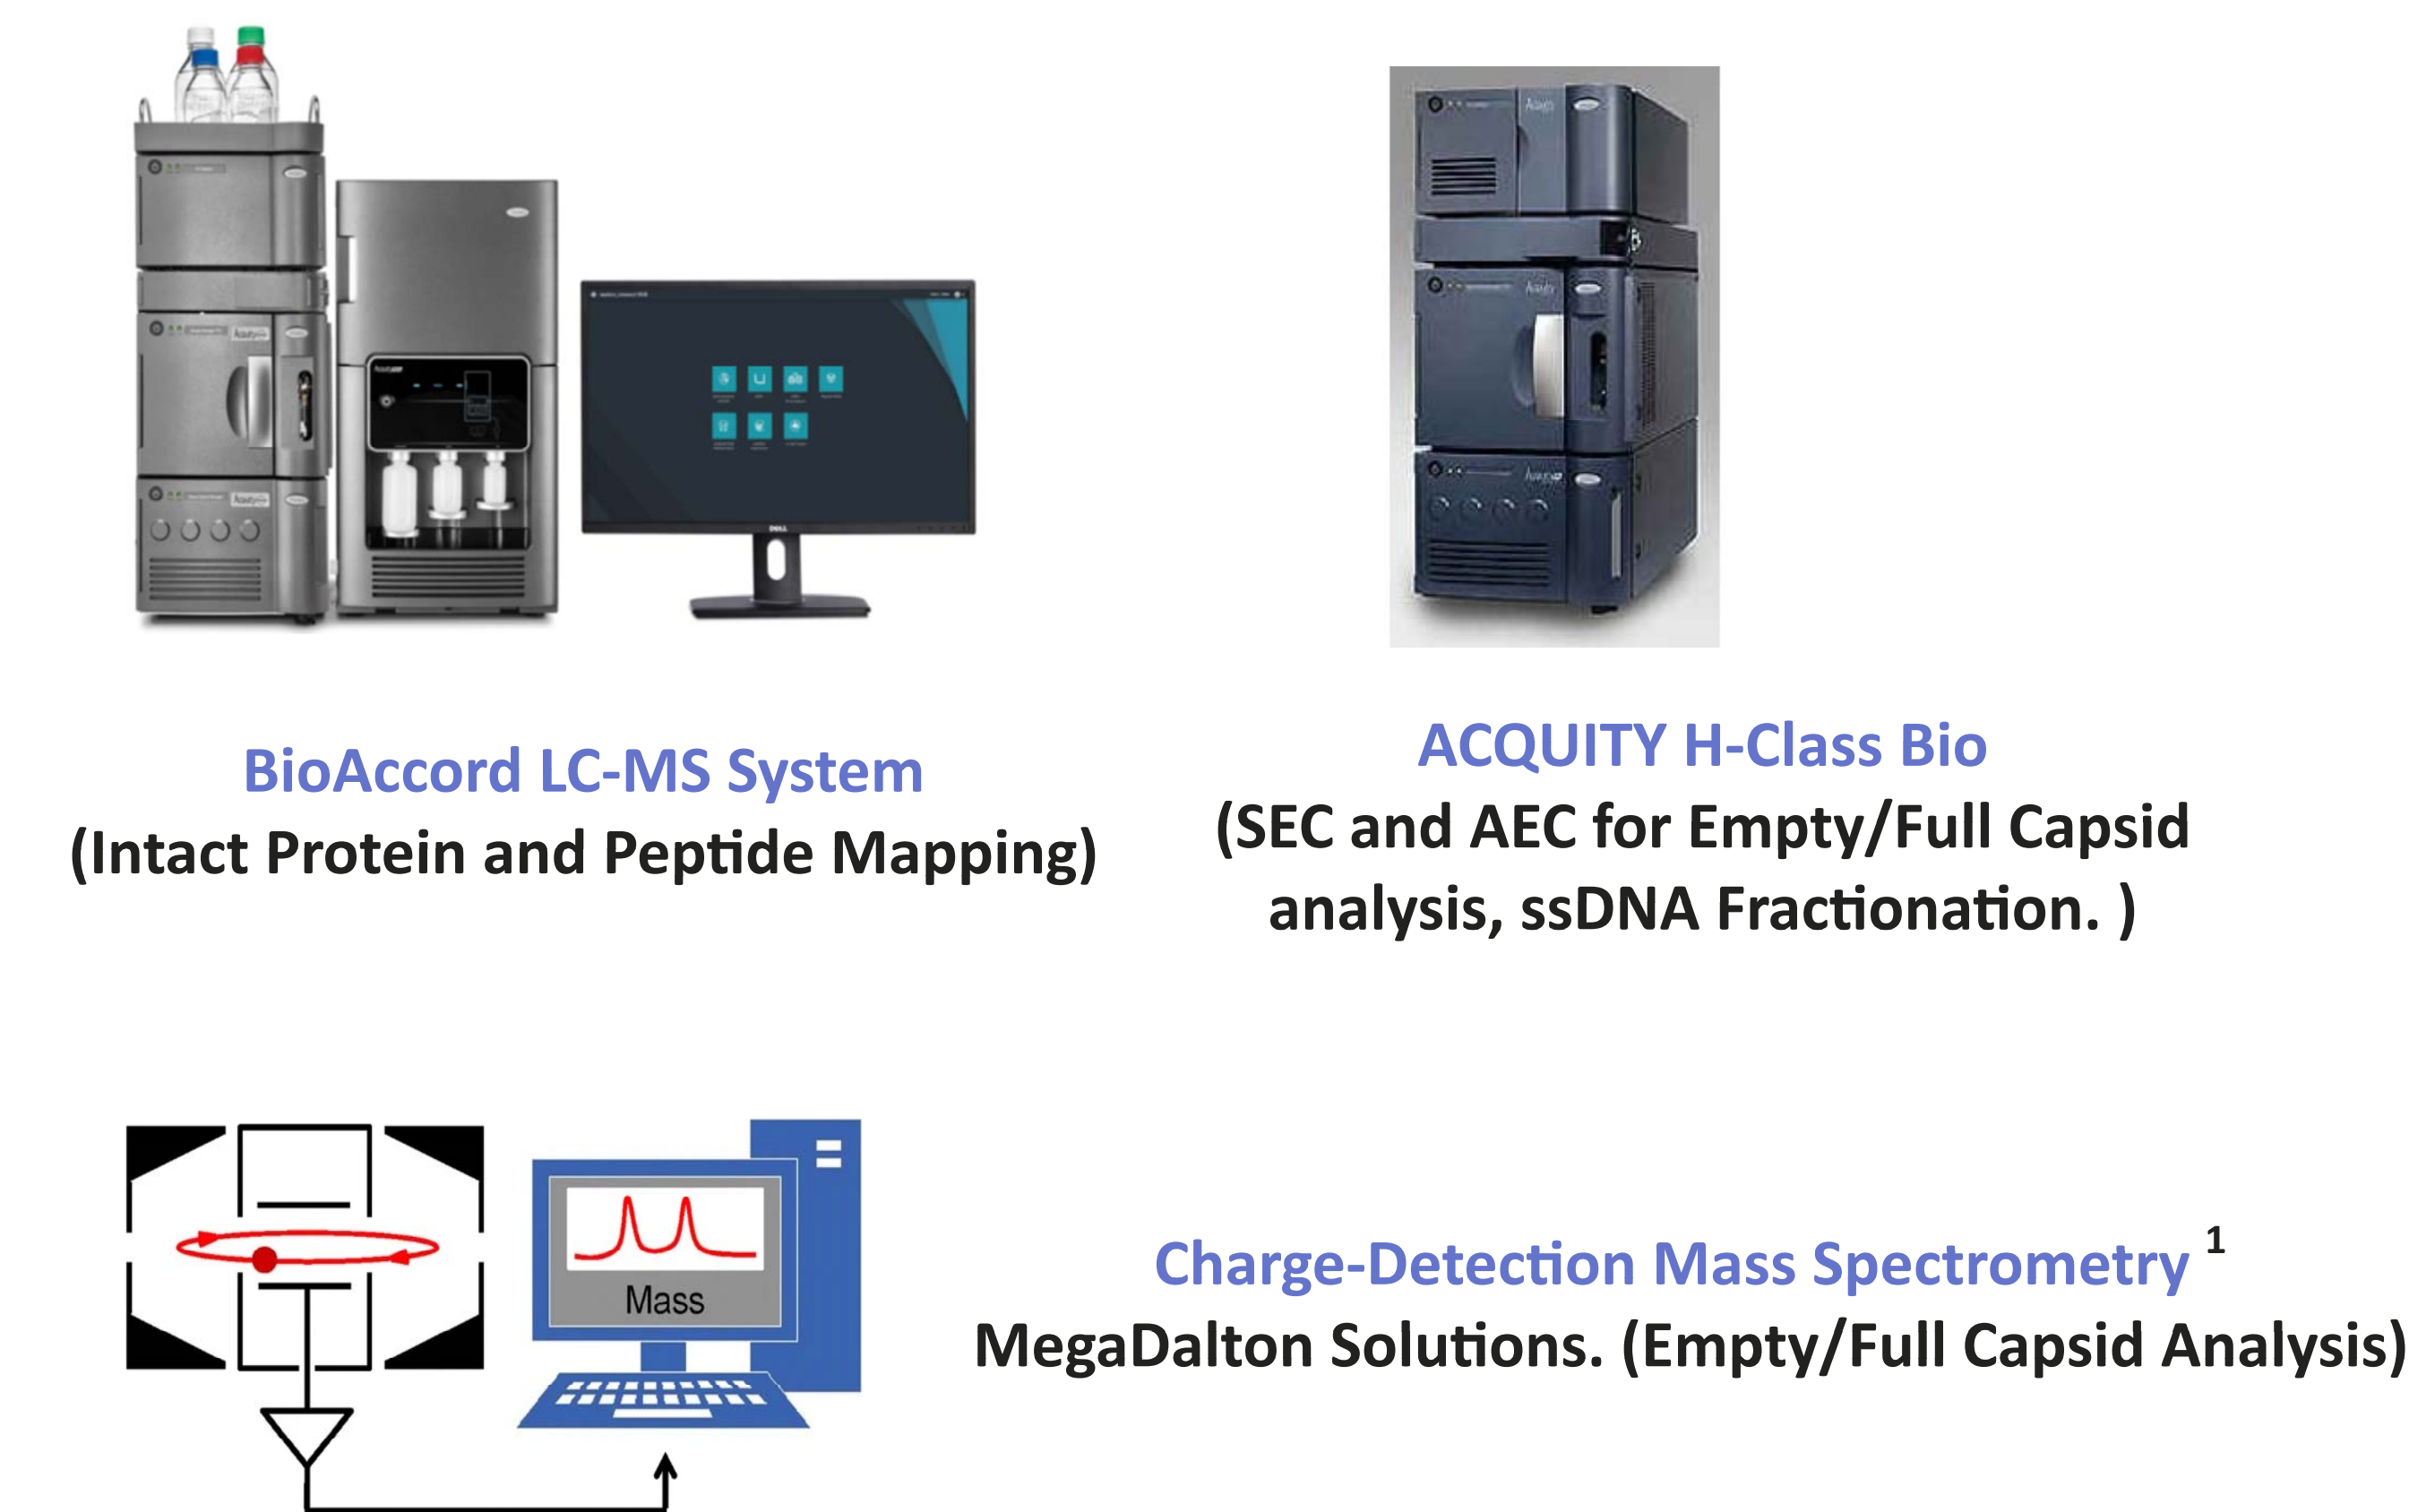 DELL
BioAccord LC-MS System
(Intact Protein and Peptide Mapping)
ACQUITY H-Class Bio
(SEC and AEC for Empty/Full Capsid
analysis, ssDNA Fractionation. )
Mass
Charge-Detection Mass Spectrometry 1
MegaDalton Solutions. (Empty/Full Capsid Analysis)